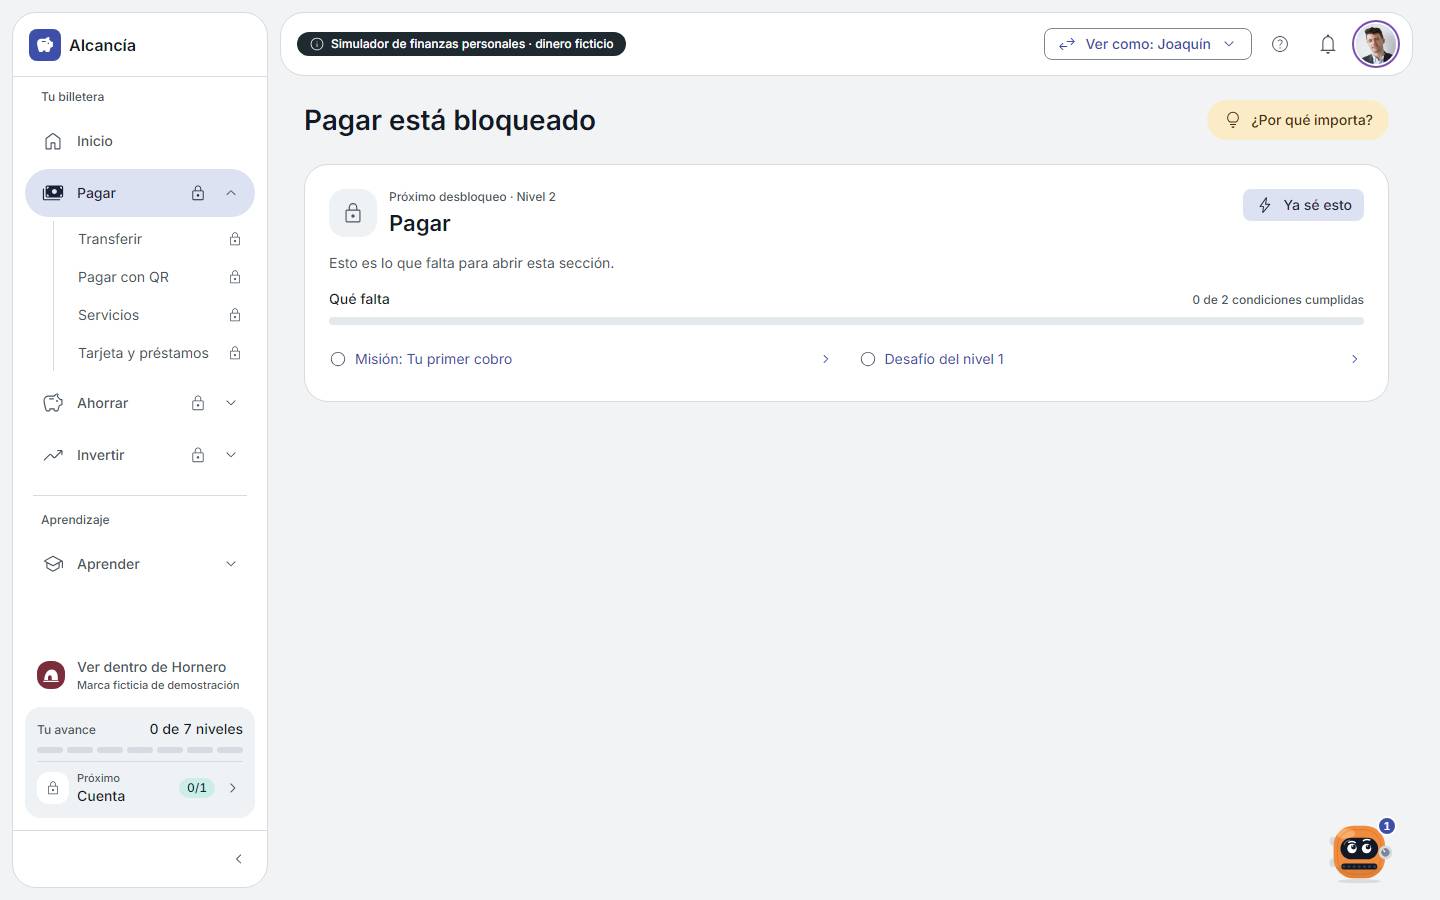 Alcancía
Simulador de finanzas personales · dinero ficticio
Ver como: Joaquín
Tu billetera
Inicio
Pagar
Transferir
Pagar con QR
Servicios
Tarjeta y préstamos
Ahorrar
Invertir
Aprendizaje
Aprender
Ver dentro de Hornero
Marca ficticia de demostración
Tu avance
0 de 7 niveles
Próximo
Cuenta
0/1
Pagar está bloqueado
¿Por qué importa?
Próximo desbloqueo · Nivel 2
Pagar
Ya sé esto
Esto es lo que falta para abrir esta sección.
Qué falta
0 de 2 condiciones cumplidas
Misión: Tu primer cobro
Desafío del nivel 1
1